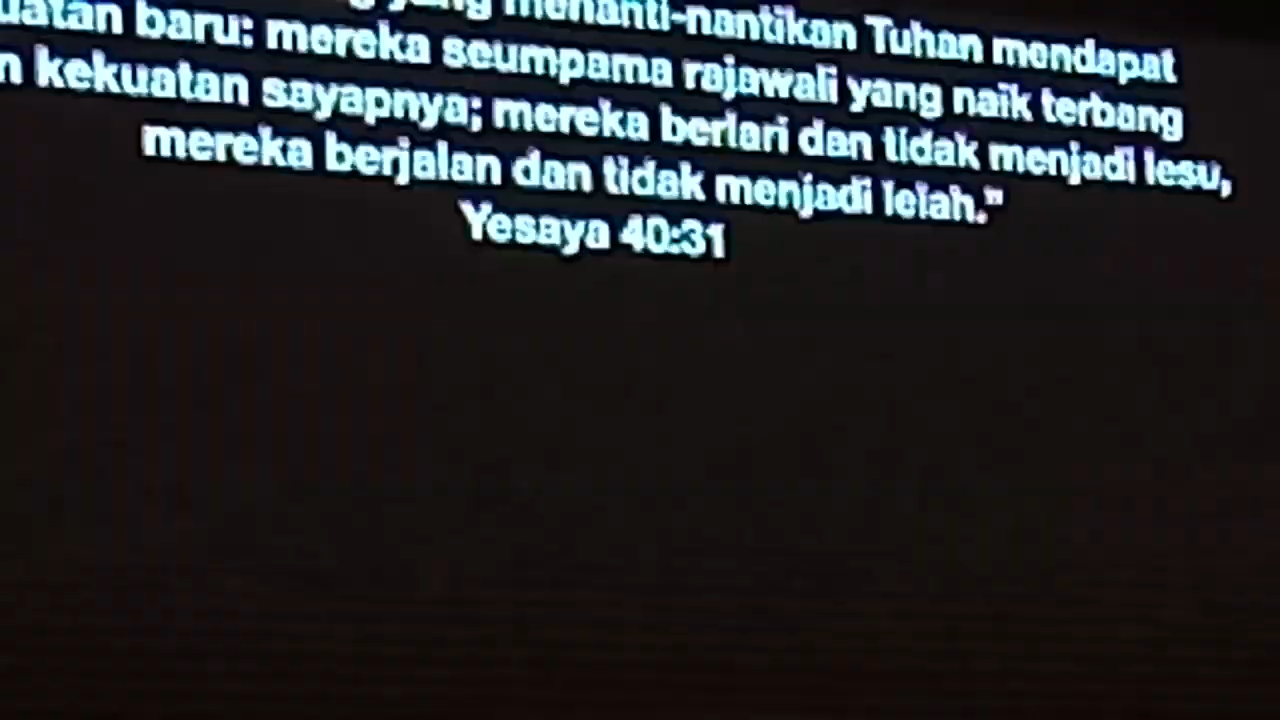 yang menanti-nantikan Tuhan mendapat
baru: mereka seumpama rajawali yang naik terbang
kekuatan sayapnya; mereka berlari dan tidak menjadi lesu,
mereka berjalan dan tidak menjadi lelah."
Yesaya 40:31